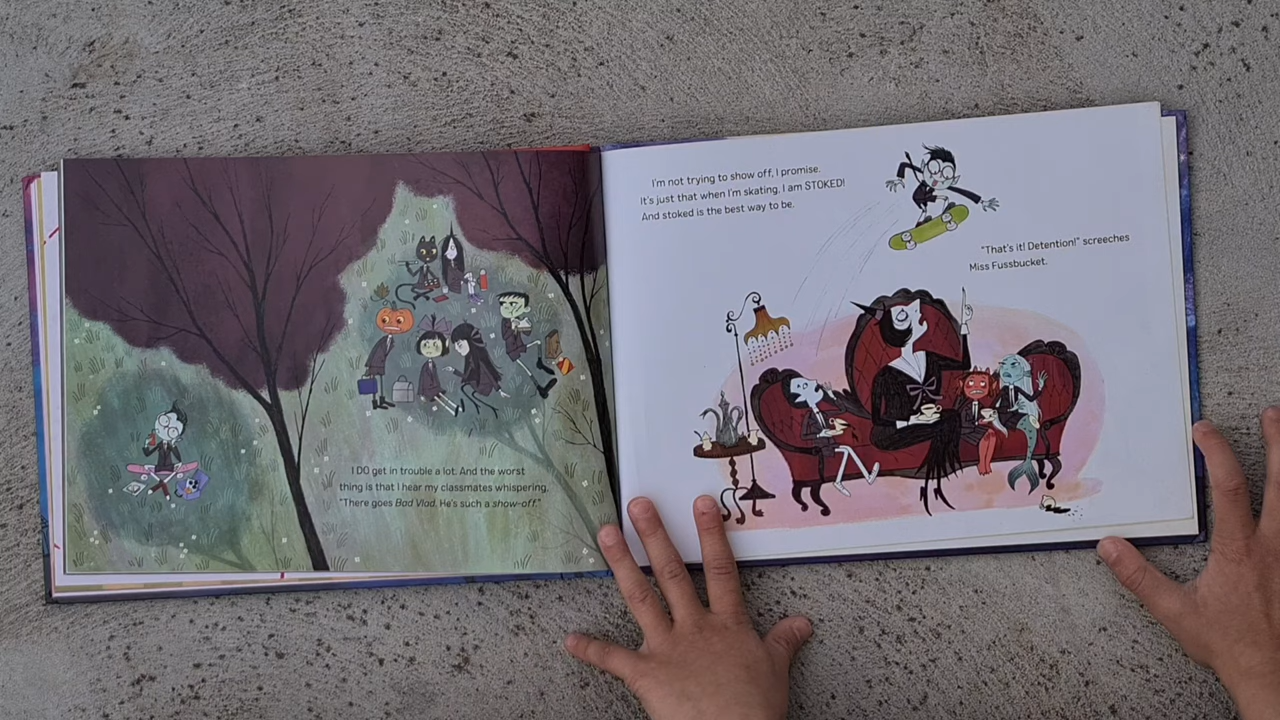 I DO get in trouble a lot. And the worst
thing is that I hear my classmates whispering,
"There goes Bad Vlad. He's such a show-off."
I'm not trying to show off, I promise.
It's just that when I'm skating, I am STOKED!
And stoked is the best way to be.
"That's it! Detention!" screeches
Miss Fussbucket.